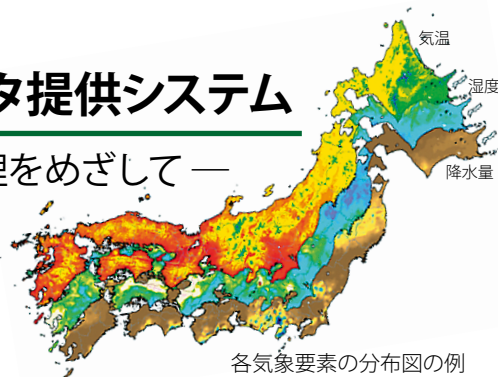 タ提供システム
理をめざして ―
気温
湿度
降水量
各気象要素の分布図の例